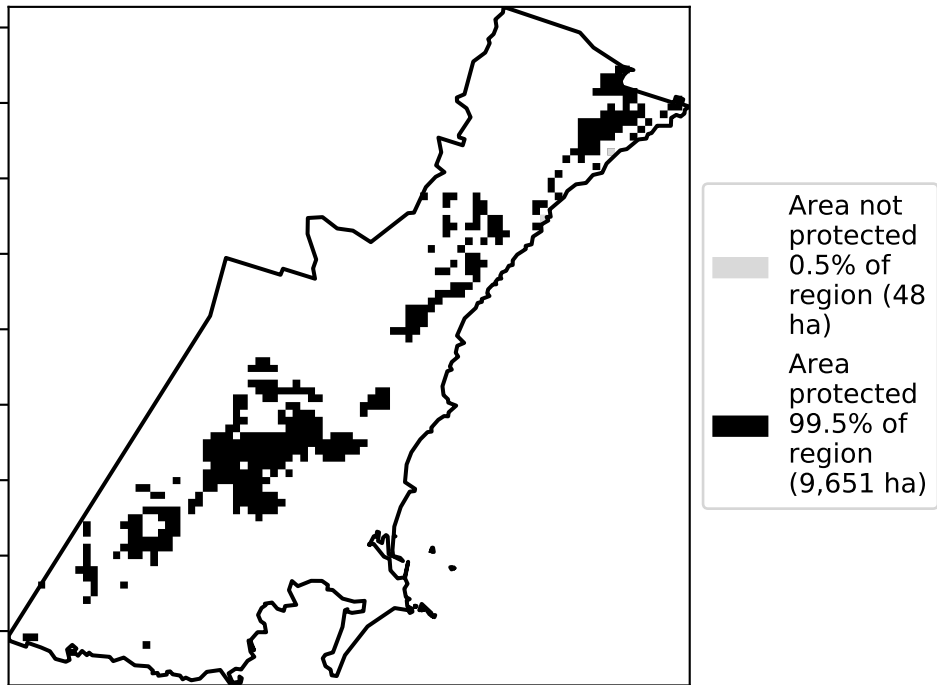 Area not
protected
0.5% of
region (48
ha)
Area
protected
99.5% of
region
(9,651 ha)